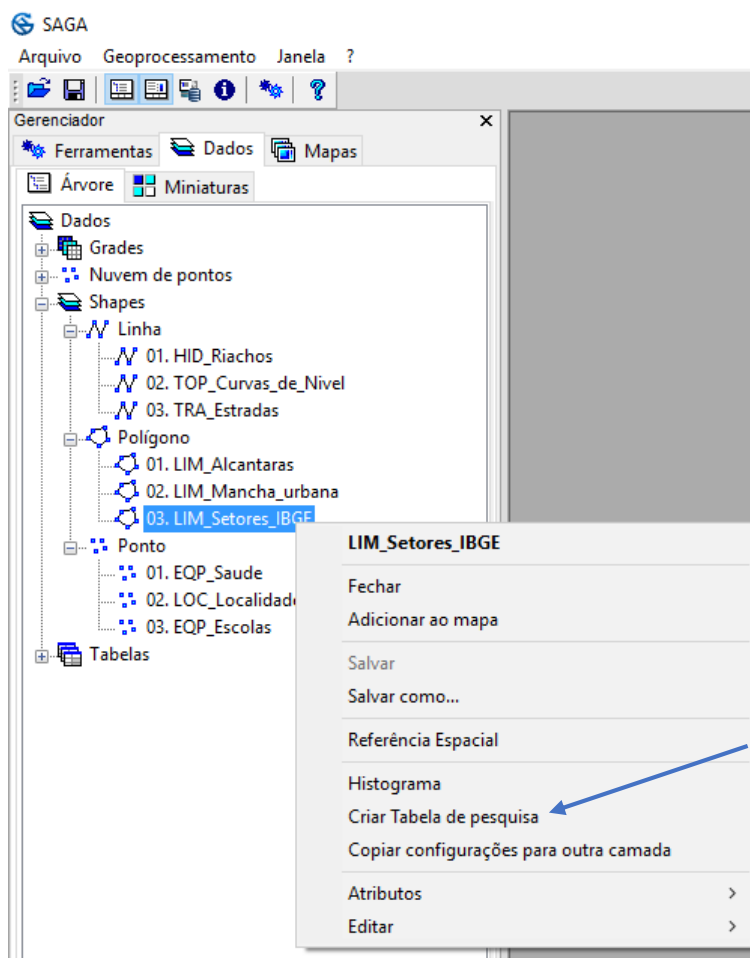 SAGA
Arquivo Geoprocessamento Janela ?
Gerenciador
Ferramentas Dados Mapas
Árvore Miniaturas
Dados
Grades
Nuvem de pontos
Shapes
Linha
01. HID_Riachos
02. TOP_Curvas_de_Nivel
03. TRA_Estradas
Polígono
01. LIM_Alcantaras
02. LIM_Mancha_urbana
03. LIM_Setores_IBGE
Ponto
01. EQP_Saude
02. LOC_Localidad
03. EQP_Escolas
Tabelas
LIM_Setores_IBGE
Fechar
Adicionar ao mapa
Salvar
Salvar como...
Referência Espacial
Histograma
Criar Tabela de pesquisa
Copiar configurações para outra camada
Atributos
Editar